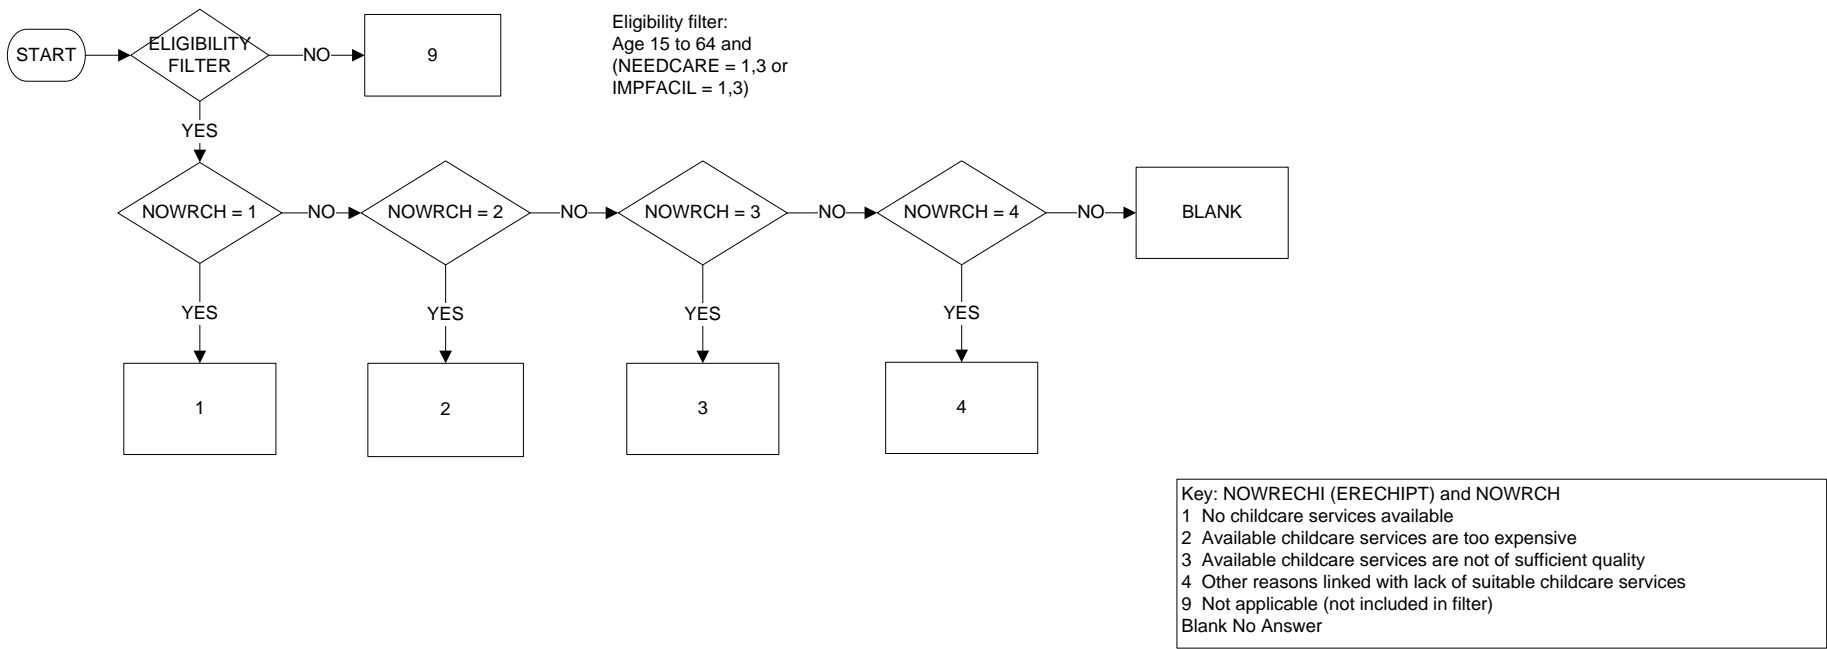 START
ELIGIBILITY
FILTER
NO
9
Eligibility filter:
Age 15 to 64 and
(NEEDCARE = 1,3 or
IMPFACIL = 1,3)
YES
NOWRCH = 1
NO
NOWRCH = 2
NO
NOWRCH = 3
NO
NOWRCH = 4
NO
BLANK
YES
YES
YES
YES
1
2
3
4
Key: NOWRECHI (ERECHIPT) and NOWRCH
1 No childcare services available
2 Available childcare services are too expensive
3 Available childcare services are not of sufficient quality
4 Other reasons linked with lack of suitable childcare services
9 Not applicable (not included in filter)
Blank No Answer